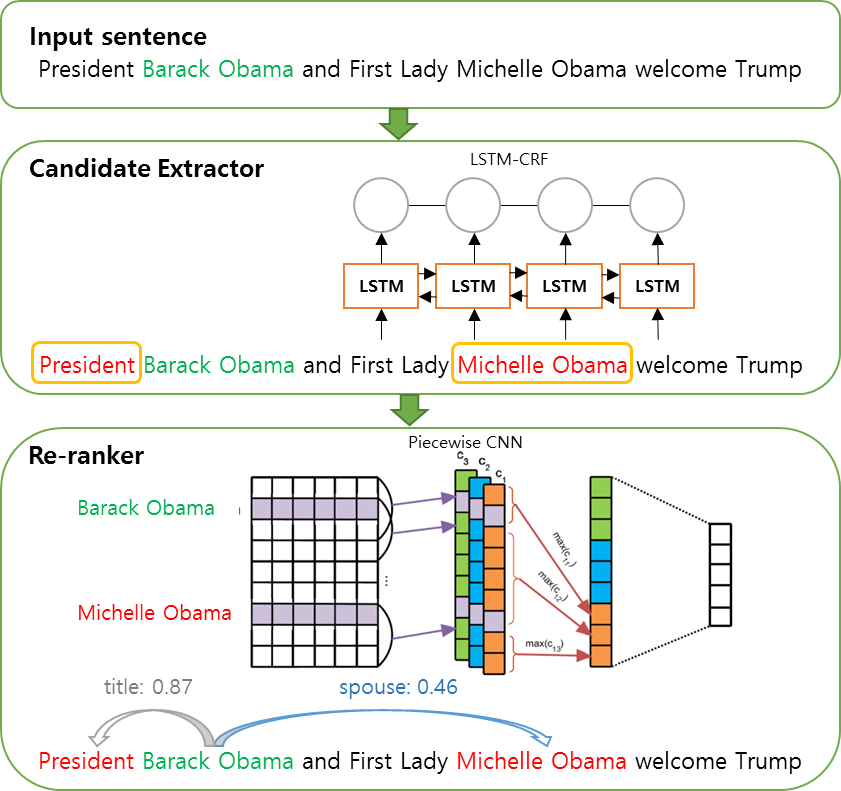 Input sentence
President Barack Obama and First Lady Michelle Obama welcome Trump
Candidate Extractor
LSTM-CRF
LSTM LSTM LSTM LSTM
President Barack Obama and First Lady Michelle Obama welcome Trump
Re-ranker
Piecewise CNN
c3 c2 c1
Barack Obama
max(c11)
...
max(c12)
Michelle Obama
max(c13)
title: 0.87 spouse: 0.46
President Barack Obama and First Lady Michelle Obama welcome Trump